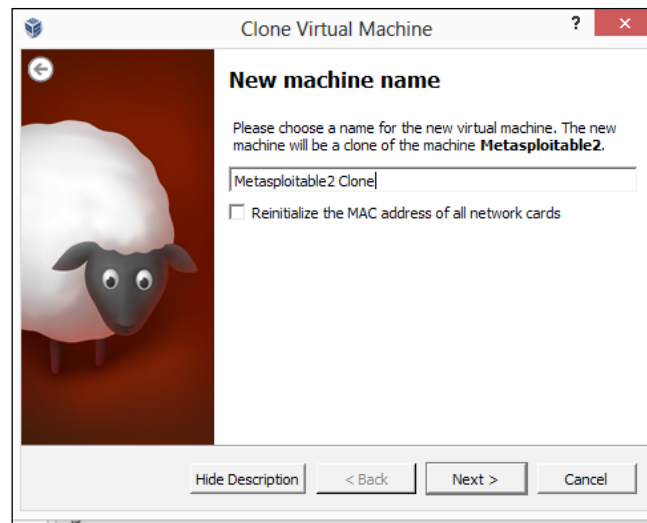 Clone Virtual Machine
?
New machine name
Please choose a name for the new virtual machine. The new
machine will be a clone of the machine Metasploitable2.
Metasploitable2 Clone
Reinitialize the MAC address of all network cards
Hide Description
< Back
Next >
Cancel